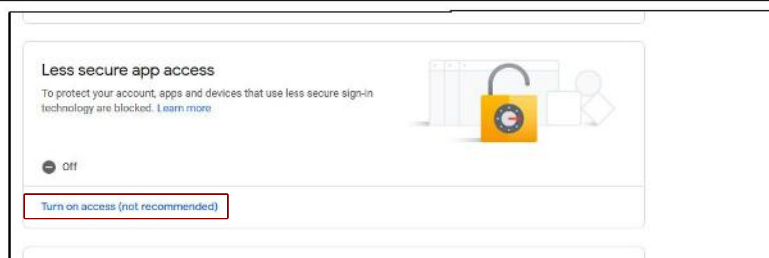 Less secure app access
To protect your account, apps and devices that use less secure sign-in
technology are blocked. Learn more
Off
Turn on access (not recommended)